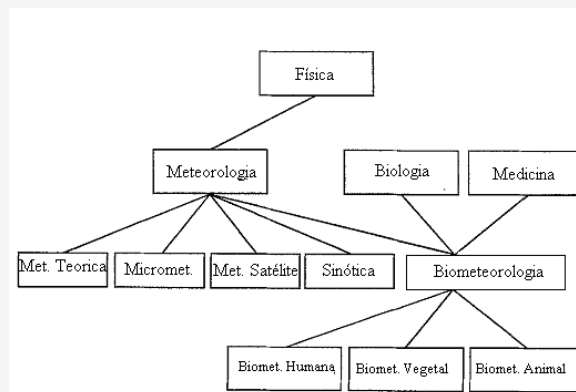 Física
Meteorologia
Biologia
Medicina
Met. Teorica
Micromet.
Met. Satélite
Sinótica
Biometeorologia
Biomet. Humana
Biomet. Vegetal
Biomet. Animal